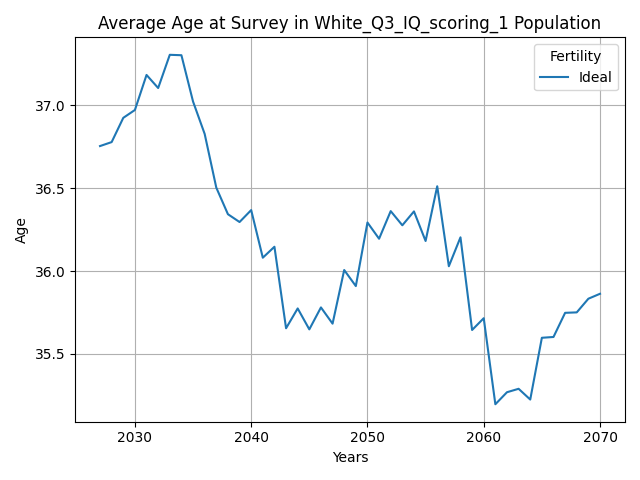 Average Age at Survey in White_Q3_IQ_scoring_1 Population
Fertility
Ideal
37.0
36.5
36.0
35.5
Age
2030 2040 2050 2060 2070
Years